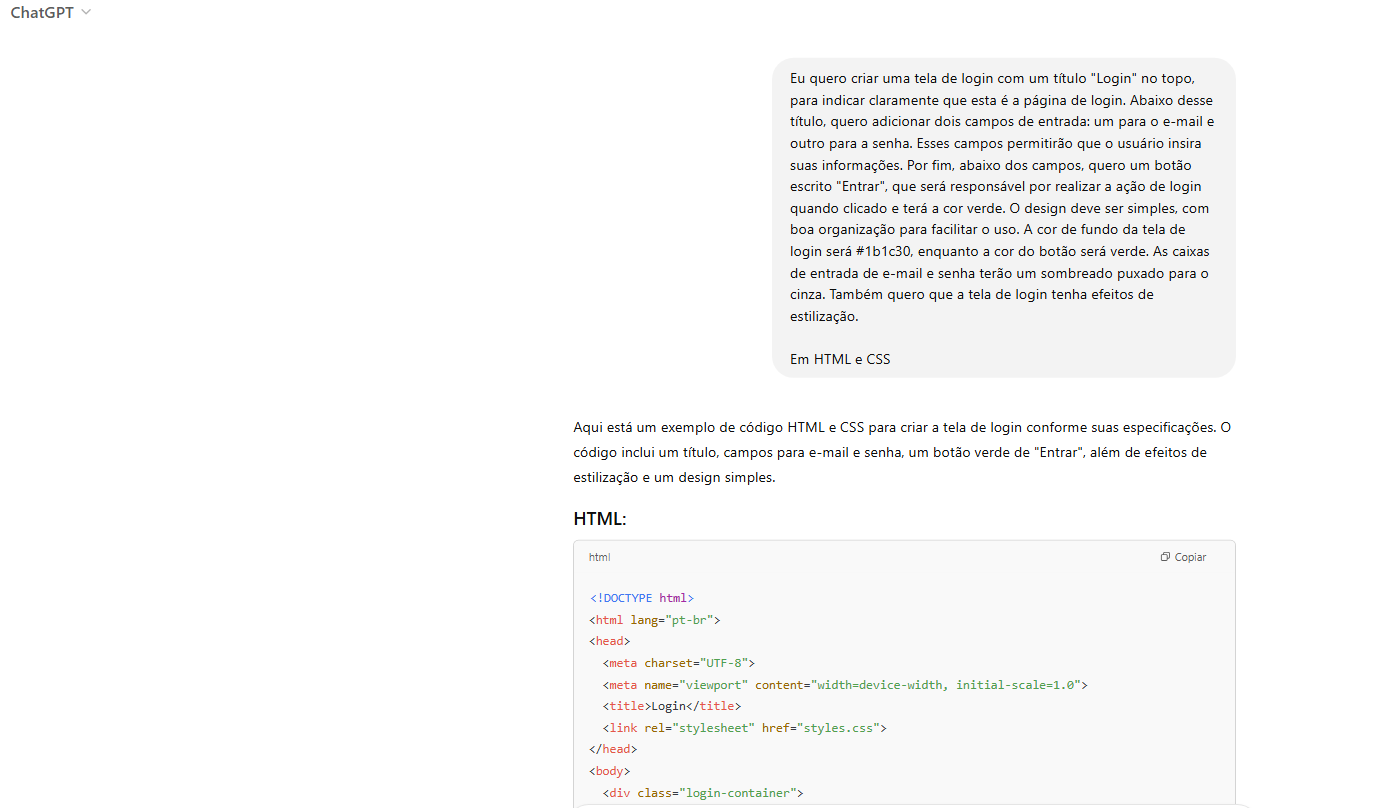 ChatGPT
Eu quero criar uma tela de login com um título "Login" no topo,
para indicar claramente que esta é a página de login. Abaixo desse
título, quero adicionar dois campos de entrada: um para o e-mail e
outro para a senha. Esses campos permitirão que o usuário insira
suas informações. Por fim, abaixo dos campos, quero um botão
escrito "Entrar", que será responsável por realizar a ação de login
quando clicado e terá a cor verde. O design deve ser simples, com
boa organização para facilitar o uso. A cor de fundo da tela de
login será #1b1c30, enquanto a cor do botão será verde. As caixas
de entrada de e-mail e senha terão um sombreado puxado para o
cinza. Também quero que a tela de login tenha efeitos de
estilização.
Em HTML e CSS
Aqui está um exemplo de código HTML e CSS para criar a tela de login conforme suas especificações. O
código inclui um título, campos para e-mail e senha, um botão verde de "Entrar", além de efeitos de
estilização e um design simples.
HTML:
html
Copiar
<!DOCTYPE html>
<html lang="pt-br">
<head>
  <meta charset="UTF-8">
  <meta name="viewport" content="width=device-width, initial-scale=1.0">
  <title>Login</title>
  <link rel="stylesheet" href="styles.css">
</head>
<body>
  <div class="login-container">